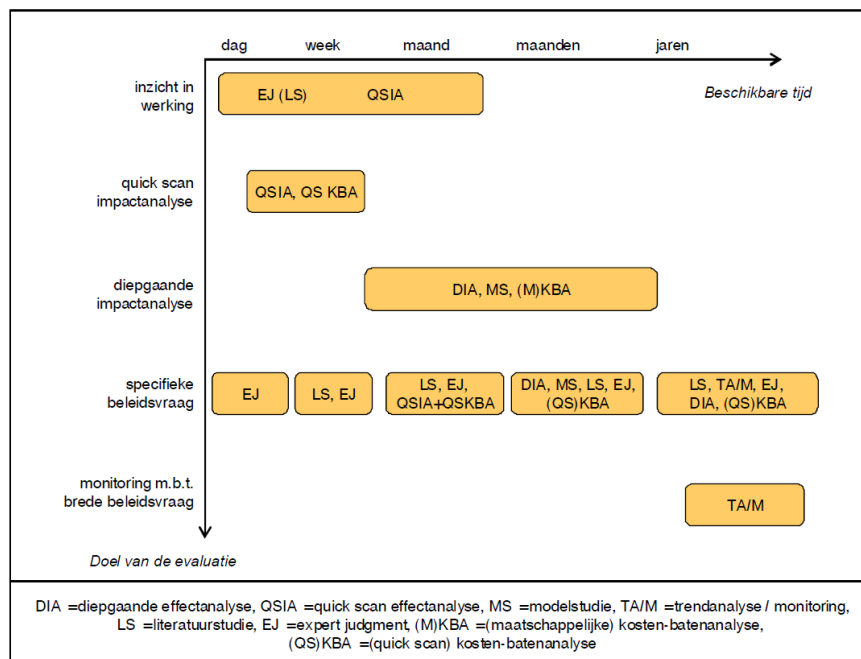 dag week maand maanden jaren
Beschikbare tijd
inzicht in
werking
EJ (LS) QSIA
quick scan
impactanalyse
QSIA, QS KBA
diepgaande
impactanalyse
DIA, MS, (M)KBA
specifieke
beleidsvraag
EJ
LS, EJ
LS, EJ,
QSIA+QSKBA
DIA, MS, LS, EJ,
(QS)KBA
LS, TA/M, EJ,
DIA, (QS)KBA
monitoring m.b.t.
brede beleidsvraag
TA/M
Doel van de evaluatie
DIA =diepgaande effectanalyse, QSIA =quick scan effectanalyse, MS =modelstudie, TA/M =trendanalyse / monitoring,
LS =literatuurstudie, EJ =expert judgment, (M)KBA =(maatschappelijke) kosten-batenanalyse,
(QS)KBA =(quick scan) kosten-batenanalyse